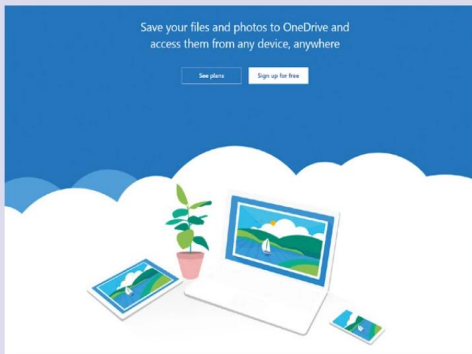 Save your files and photos to OneDrive and
access them from any device, anywhere
See plans
Sign up for free